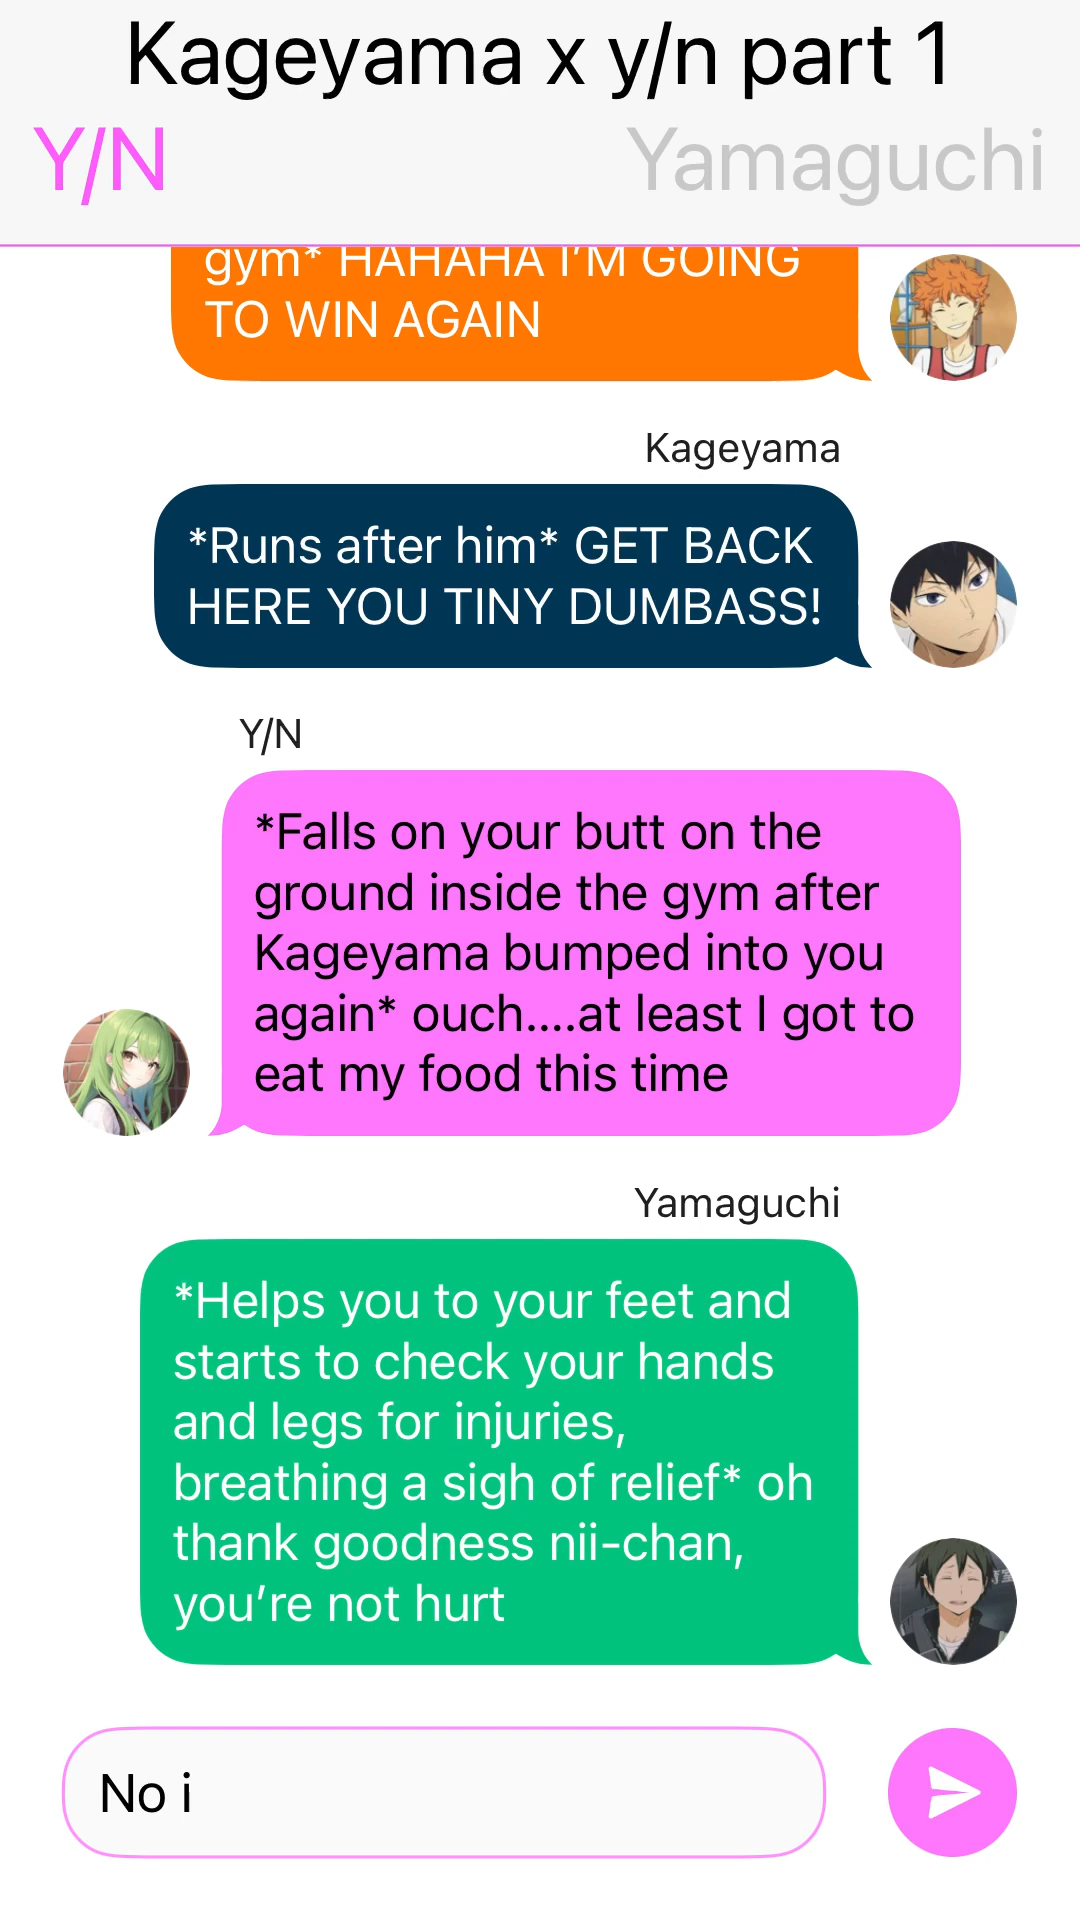 Kageyama x y/n part 1
Y/N
Yamaguchi
gym* HAHAHA I'M GOING
TO WIN AGAIN
Kageyama
*Runs after him* GET BACK
HERE YOU TINY DUMBASS!
Y/N
*Falls on your butt on the
ground inside the gym after
Kageyama bumped into you
again* ouch....at least I got to
eat my food this time
Yamaguchi
*Helps you to your feet and
starts to check your hands
and legs for injuries,
breathing a sigh of relief* oh
thank goodness nii-chan,
you're not hurt
No i